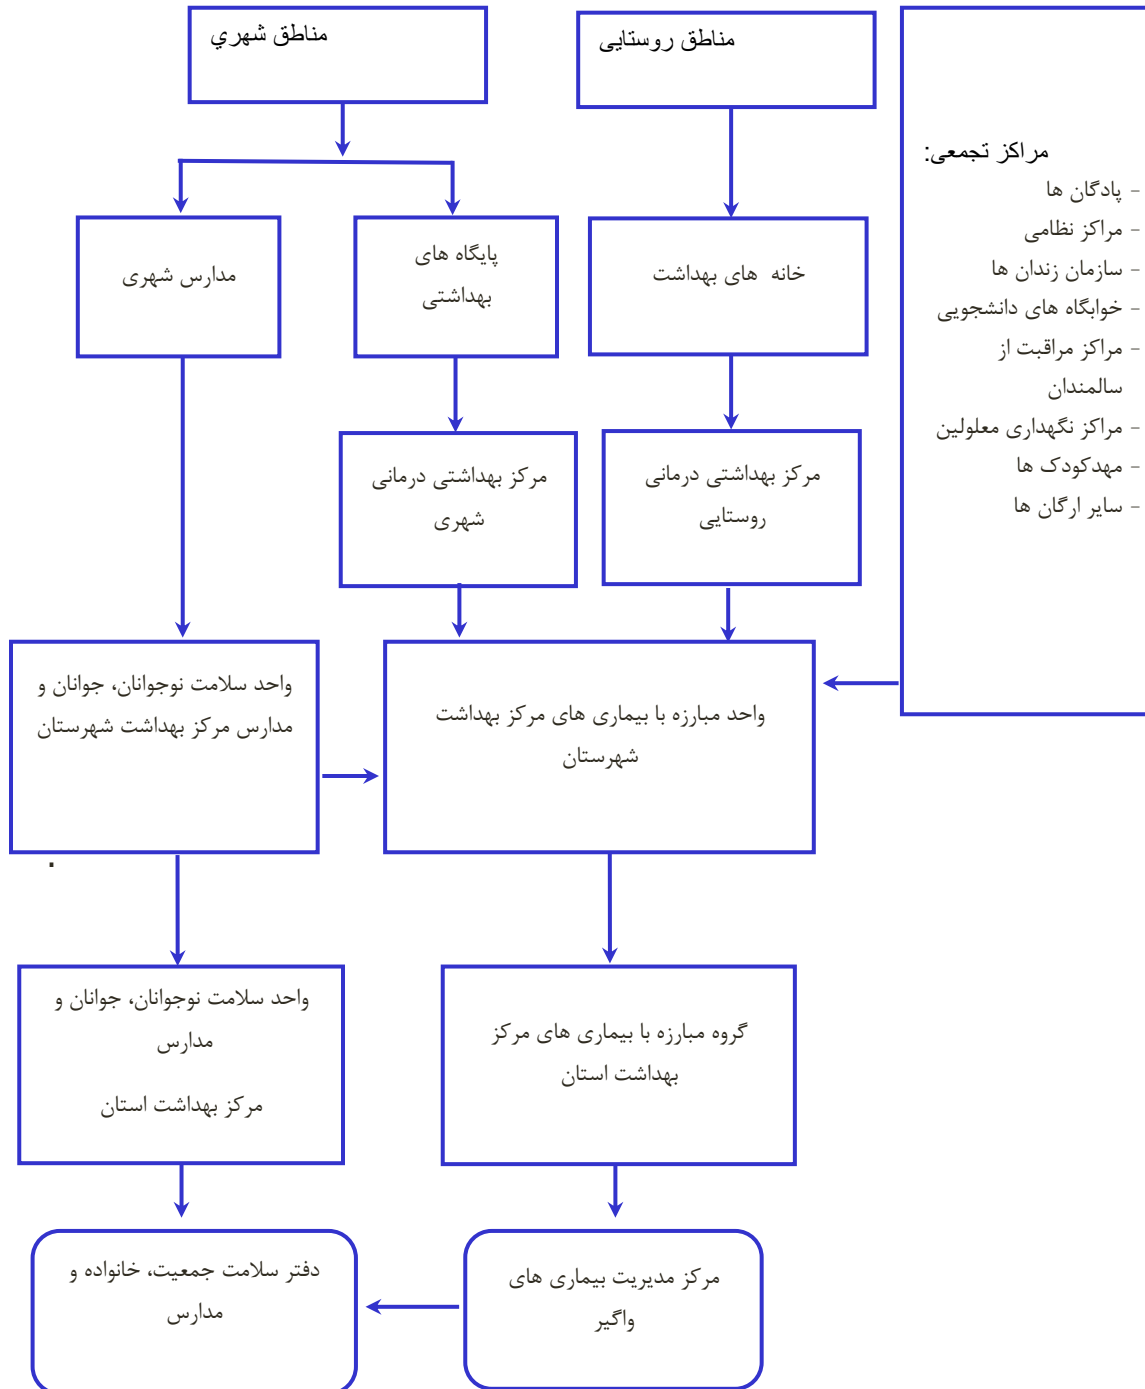 مناطق شهري
مناطق روستایی
مراکز تجمعی:
- پادگان ها
- مراکز نظامی
- سازمان زندان ها
- خوابگاه های دانشجویی
- مراکز مراقبت از
سالمندان
- مراکز نگهداری معلولین
- مهدکودک ها
- سایر ارگان ها
مدارس شهری
پایگاه های
بهداشتی
خانه های بهداشت
مرکز بهداشتی درمانی
شهری
مرکز بهداشتی درمانی
روستایی
واحد سلامت نوجوانان، جوانان و
مدارس مرکز بهداشت شهرستان
.
واحد مبارزه با بیماری های مرکز بهداشت
شهرستان
واحد سلامت نوجوانان، جوانان و
مدارس
مرکز بهداشت استان
گروه مبارزه با بیماری های مرکز
بهداشت استان
دفتر سلامت جمعیت، خانواده و
مدارس
مرکز مدیریت بیماری های
واگیر